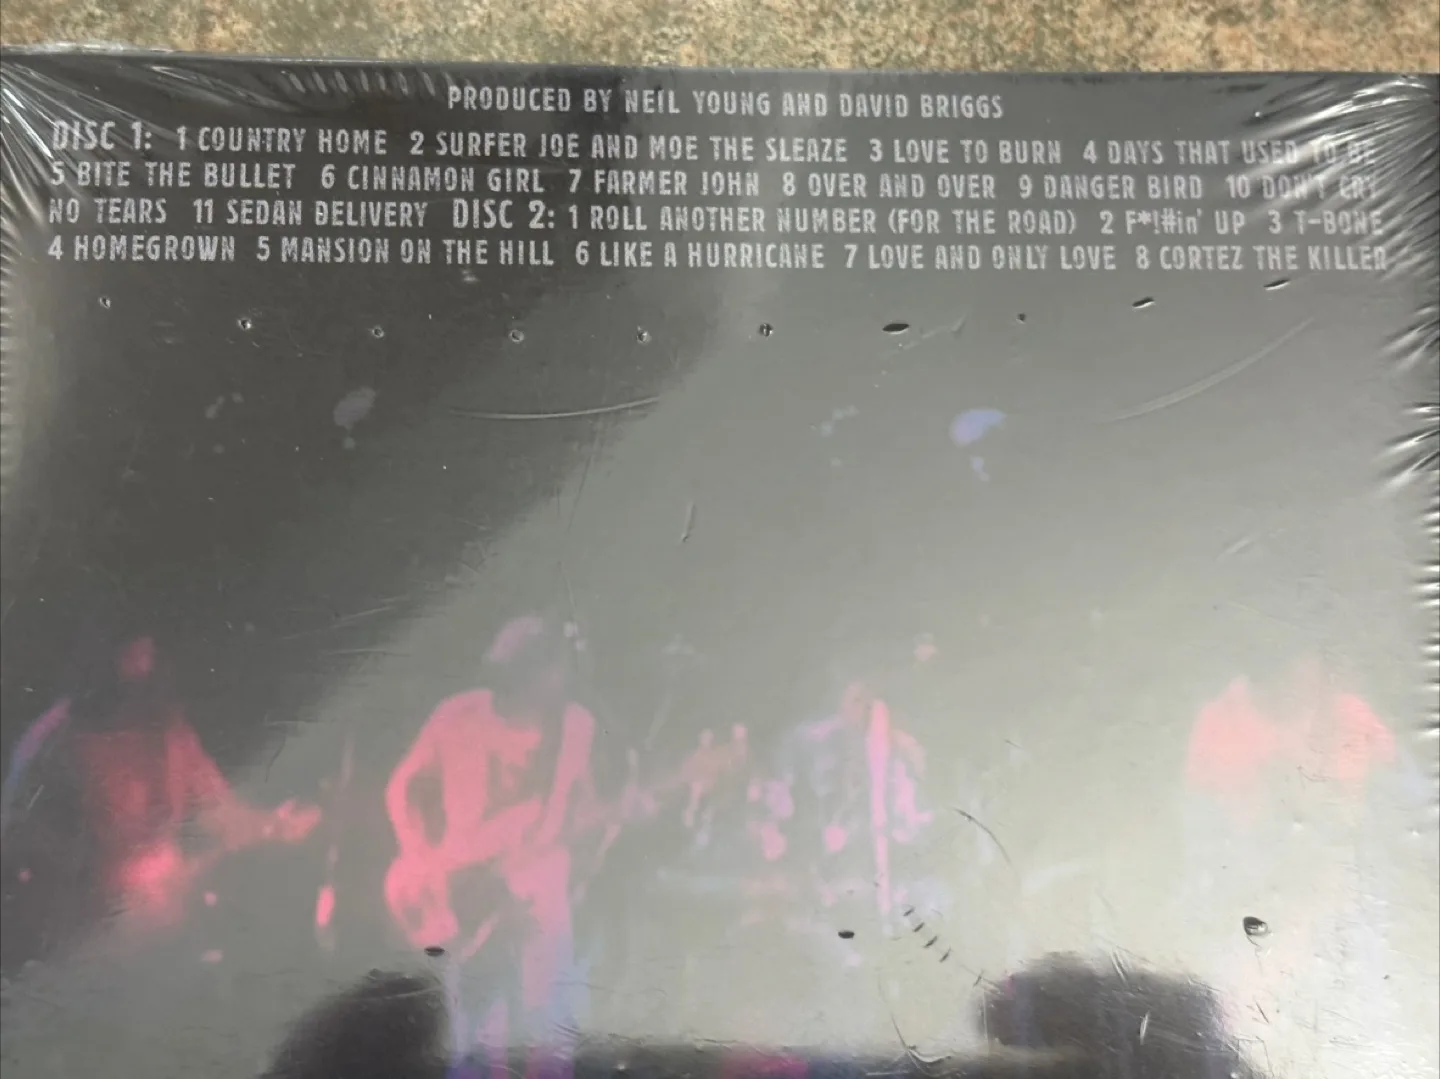 PRODUCED BY NEIL YOUNG AND DAVID BRIGGS
DISC 1: 1 COUNTRY HOME 2 SURFER JOE AND MOE THE SLEAZE 3 LOVE TO BURN 4 DAYS THAT USED TO BE
5 BITE THE BULLET 6 CINNAMON GIRL 7 FARMER JOHN 8 OVER AND OVER 9 DANGER BIRD 10 DON'T CRY
NO TEARS 11 SEDAN DELIVERY DISC 2: 1 ROLL ANOTHER NUMBER (FOR THE ROAD) 2 F*!#in' UP 3 T-BONE
4 HOMEGROWN 5 MANSION ON THE HILL 6 LIKE A HURRICANE 7 LOVE AND ONLY LOVE 8 CORTEZ THE KILLER